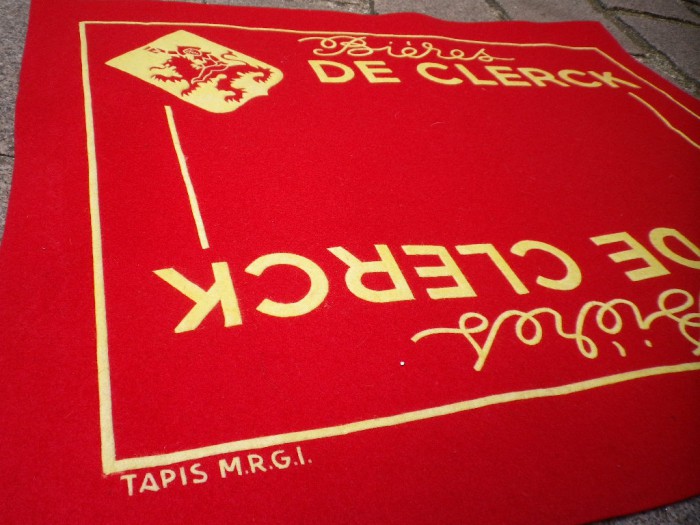 Bières
DE CLERCK
DE CLERCK
Bières
TAPIS M.R.G.I.